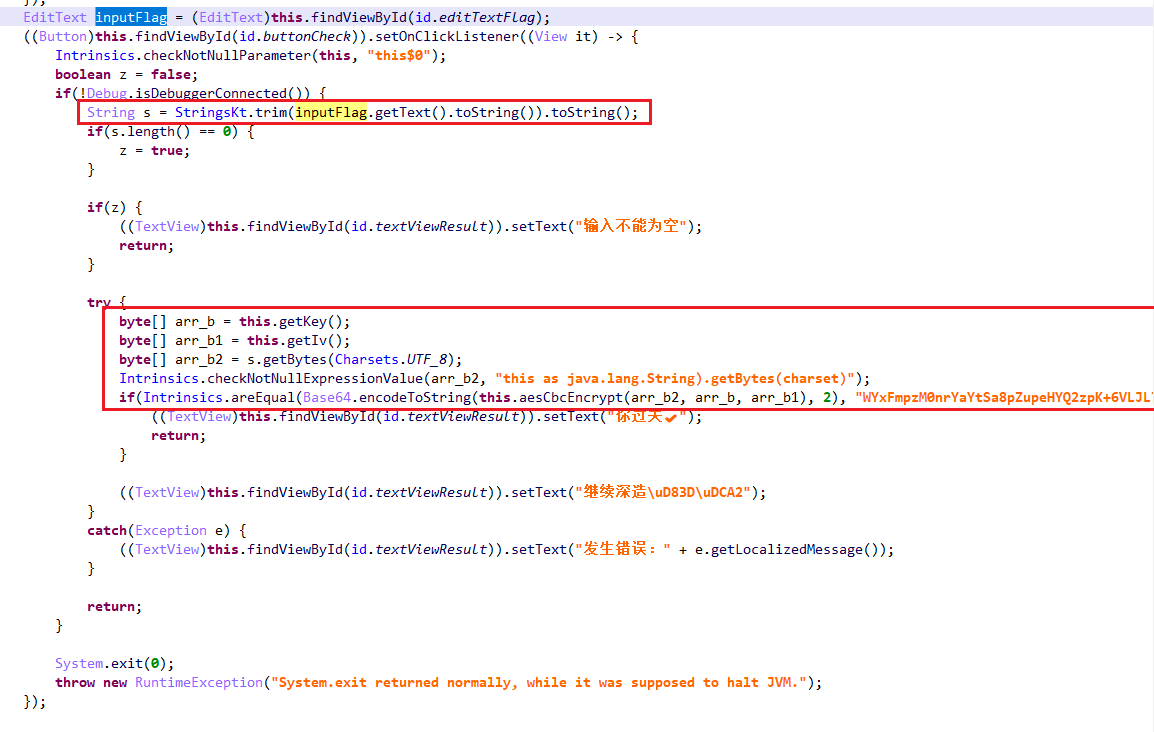 });
EditText inputFlag = (EditText)this.findViewById(id.editTextFlag);
((Button)this.findViewById(id.buttonCheck)).setOnClickListener((View it) -> {
Intrinsics.checkNotNullParameter(this, "this$0");
boolean z = false;
if(!Debug.isDebuggerConnected()) {
String s = StringsKt.trim(inputFlag.getText().toString()).toString();
if(s.length() == 0) {
z = true;
}
if(z) {
((TextView)this.findViewById(id.textViewResult)).setText("输入不能为空");
return;
}
try {
byte[] arr_b = this.getKey();
byte[] arr_b1 = this.getIv();
byte[] arr_b2 = s.getBytes(Charsets.UTF_8);
Intrinsics.checkNotNullExpressionValue(arr_b2, "this as java.lang.String).getBytes(charset)");
if(Intrinsics.areEqual(Base64.encodeToString(this.aesCbcEncrypt(arr_b2, arr_b, arr_b1), 2), "WYxFmpzM0nrYaYtSa8pZupeHYQ2zpK+6VLJL
((TextView)this.findViewById(id.textViewResult)).setText("你过关✔");
return;
}
((TextView)this.findViewById(id.textViewResult)).setText("继续深造\uD83D\uDCA2");
}
catch(Exception e) {
((TextView)this.findViewById(id.textViewResult)).setText("发生错误：" + e.getLocalizedMessage());
}
return;
}
System.exit(0);
throw new RuntimeException("System.exit returned normally, while it was supposed to halt JVM.");
});